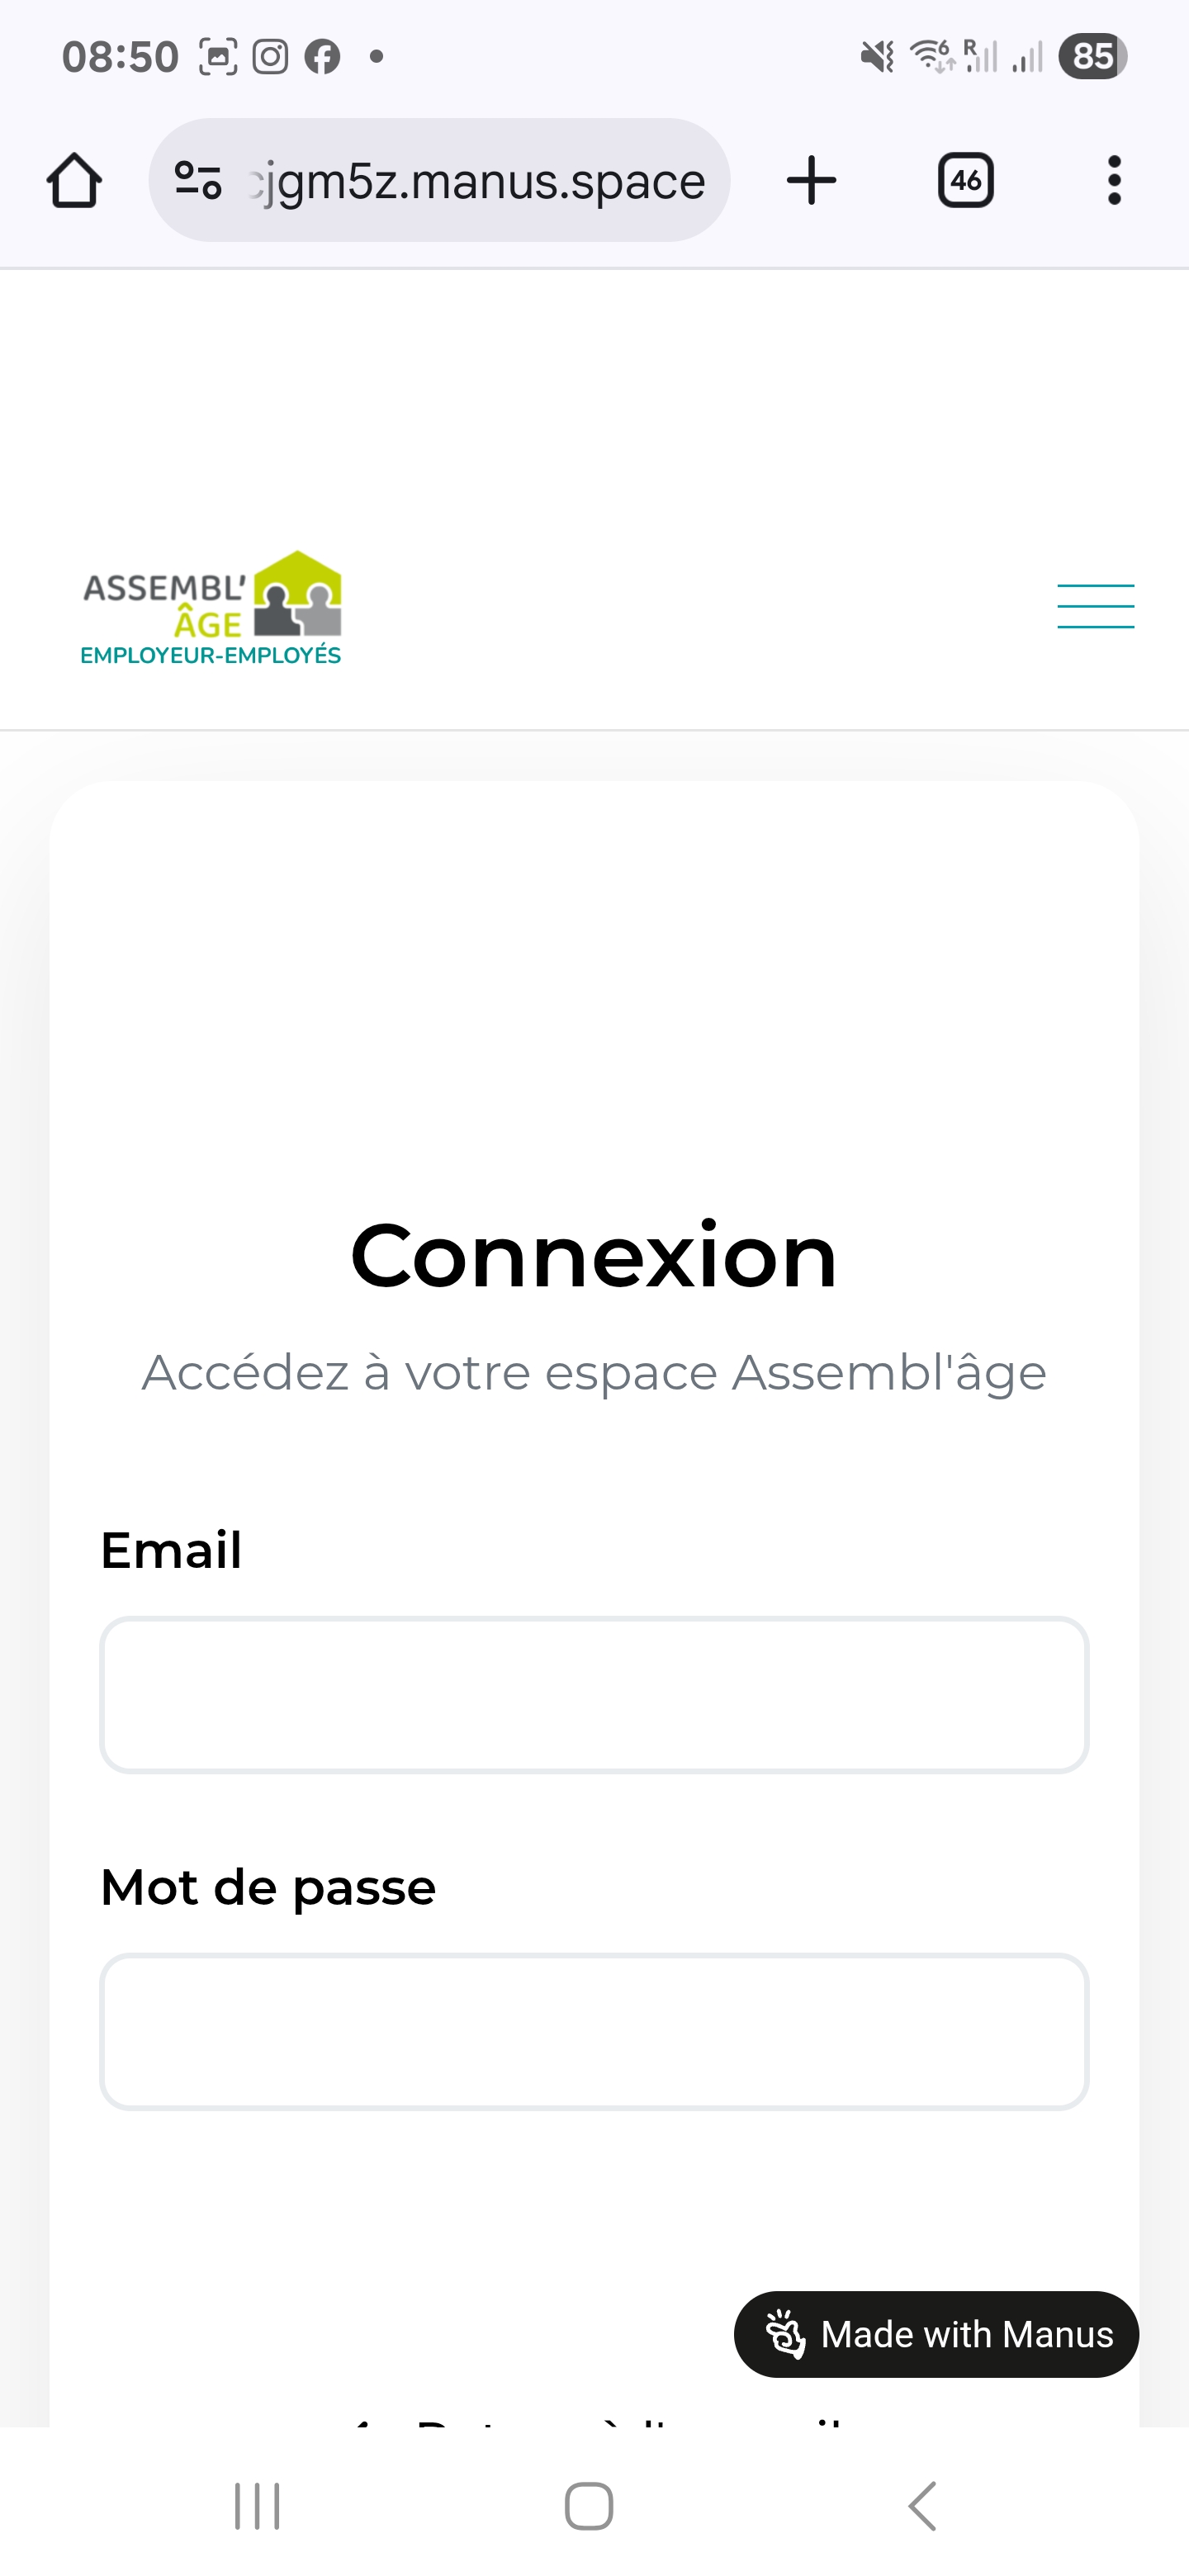 08:50
6 R 85
cjgm5z.manus.space
46
ASSEMBL'
ÂGE
EMPLOYEUR-EMPLOYÉS
Connexion
Accédez à votre espace Assembl'âge
Email
Mot de passe
Made with Manus